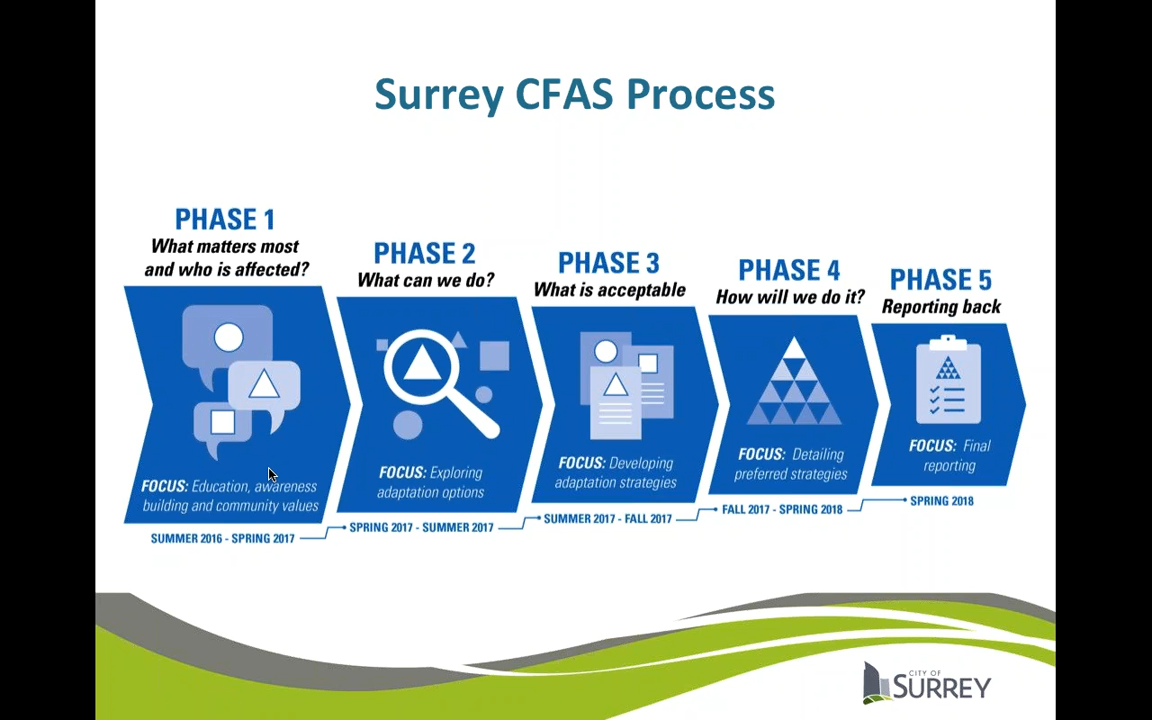 Surrey CFAS Process
PHASE 1
What matters most
and who is affected?
FOCUS: Education, awareness
building and community values
SUMMER 2016 - SPRING 2017
PHASE 2
What can we do?
FOCUS: Exploring
adaptation options
SPRING 2017 - SUMMER 2017
PHASE 3
What is acceptable
FOCUS: Developing
adaptation strategies
SUMMER 2017 - FALL 2017
PHASE 4
How will we do it?
FOCUS: Detailing
preferred strategies
FALL 2017 - SPRING 2018
PHASE 5
Reporting back
FOCUS: Final
reporting
SPRING 2018
CITY OF
SURREY